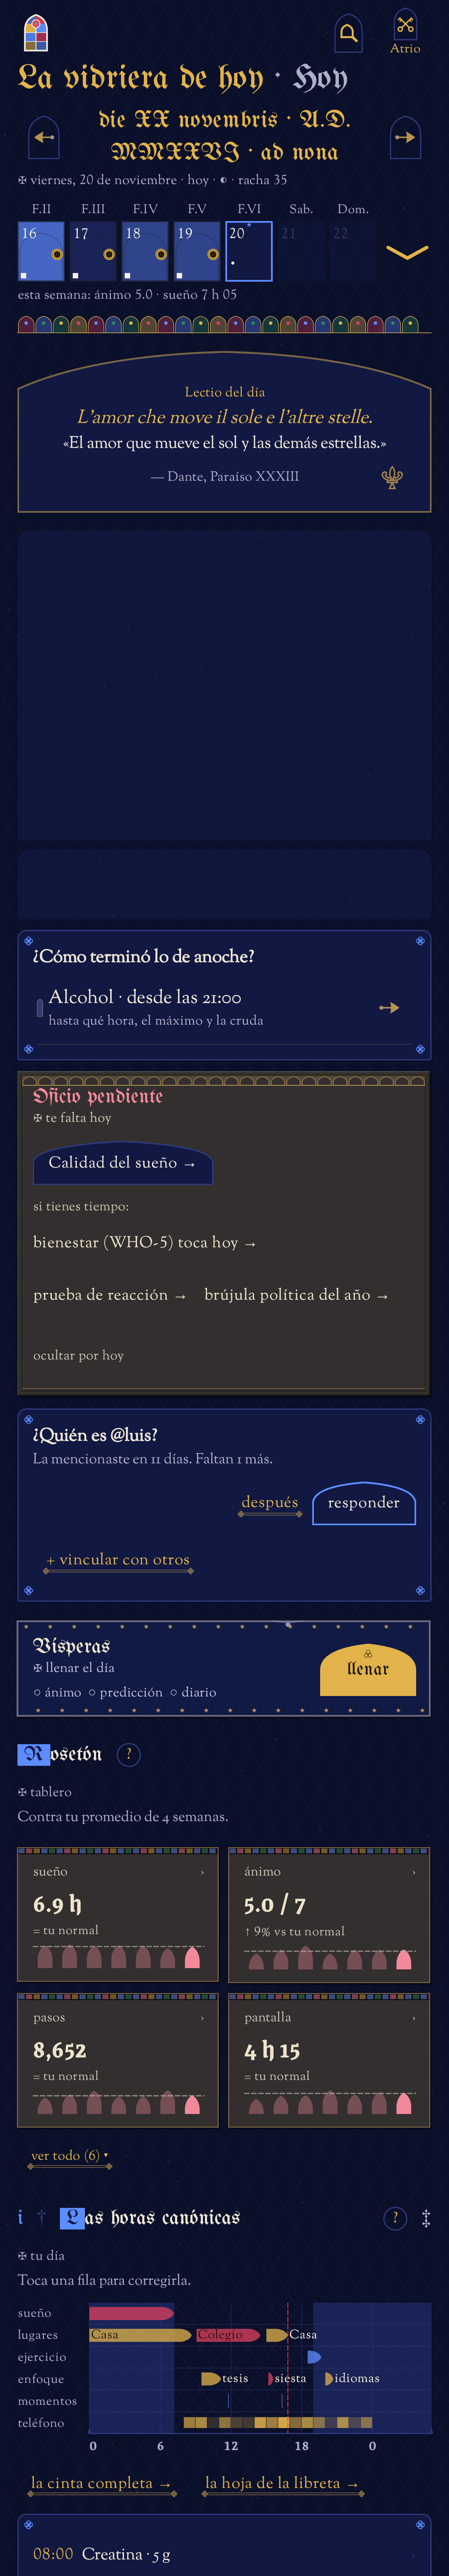 Atrio
La vidriera de hoy · Hoy
die XX novembris · A.D.
MMXXVI · ad nona
✠ viernes, 20 de noviembre · hoy · ◐ · racha 35
F.II F.III F.IV F.V F.VI Sab. Dom.
16 17 18 19 20 21 22
esta semana: ánimo 5.0 · sueño 7 h 05
Lectio del día
L'amor che move il sole e l'altre stelle.
«El amor que mueve el sol y las demás estrellas.»
— Dante, Paraíso XXXIII
¿Cómo terminó lo de anoche?
Alcohol · desde las 21:00
hasta qué hora, el máximo y la cruda
Oficio pendiente
✠ te falta hoy
Calidad del sueño →
si tienes tiempo:
bienestar (WHO-5) toca hoy →
prueba de reacción → brújula política del año →
ocultar por hoy
¿Quién es @luis?
La mencionaste en 11 días. Faltan 1 más.
después responder
+ vincular con otros
Vísperas
✠ llenar el día
○ ánimo ○ predicción ○ diario
llenar
Rosetón ?
✠ tablero
Contra tu promedio de 4 semanas.
sueño ›
6.9 h
= tu normal
ánimo ›
5.0 / 7
↑ 9% vs tu normal
pasos ›
8,652
= tu normal
pantalla ›
4 h 15
= tu normal
ver todo (6) ▾
i † Las horas canónicas ? ‡
✠ tu día
Toca una fila para corregirla.
sueño
lugares Casa Colegio Casa
ejercicio
enfoque tesis siesta idiomas
momentos
teléfono
0 6 12 18 0
la cinta completa → la hoja de la libreta →
08:00 Creatina · 5 g